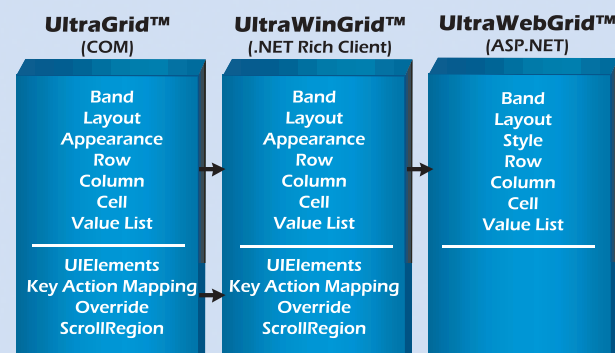 UltraGrid™
(COM)
Band
Layout
Appearance
Row
Column
Cell
Value List
UIElements
Key Action Mapping
Override
ScrollRegion
UltraWinGrid™
(.NET Rich Client)
Band
Layout
Appearance
Row
Column
Cell
Value List
UIElements
Key Action Mapping
Override
ScrollRegion
UltraWebGrid™
(ASP.NET)
Band
Layout
Style
Row
Column
Cell
Value List